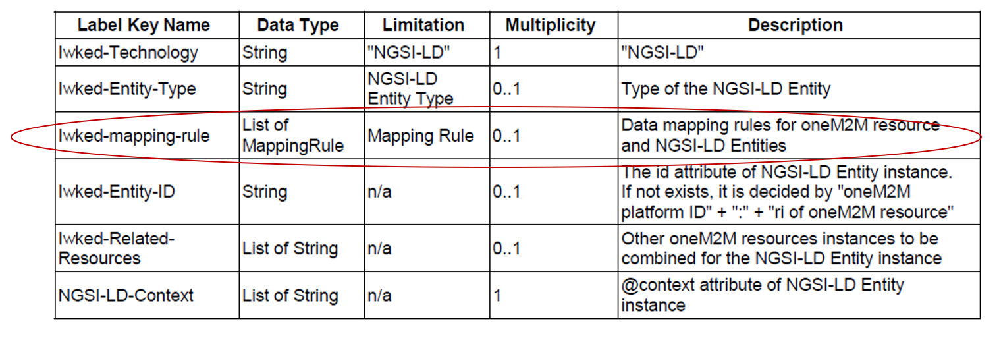 Label Key Name Data Type Limitation Multiplicity Description
Iwked-Technology String "NGSI-LD" 1 "NGSI-LD"
Iwked-Entity-Type String NGSI-LD Entity Type 0..1 Type of the NGSI-LD Entity
Iwked-mapping-rule List of MappingRule Mapping Rule 0..1 Data mapping rules for oneM2M resource
and NGSI-LD Entities
Iwked-Entity-ID String n/a 0..1 The id attribute of NGSI-LD Entity instance.
If not exists, it is decided by "oneM2M
platform ID" + ":" + "ri of oneM2M resource"
Iwked-Related-
Resources List of String n/a 0..1 Other oneM2M resources instances to be
combined for the NGSI-LD Entity instance
NGSI-LD-Context List of String n/a 1 @context attribute of NGSI-LD Entity
instance